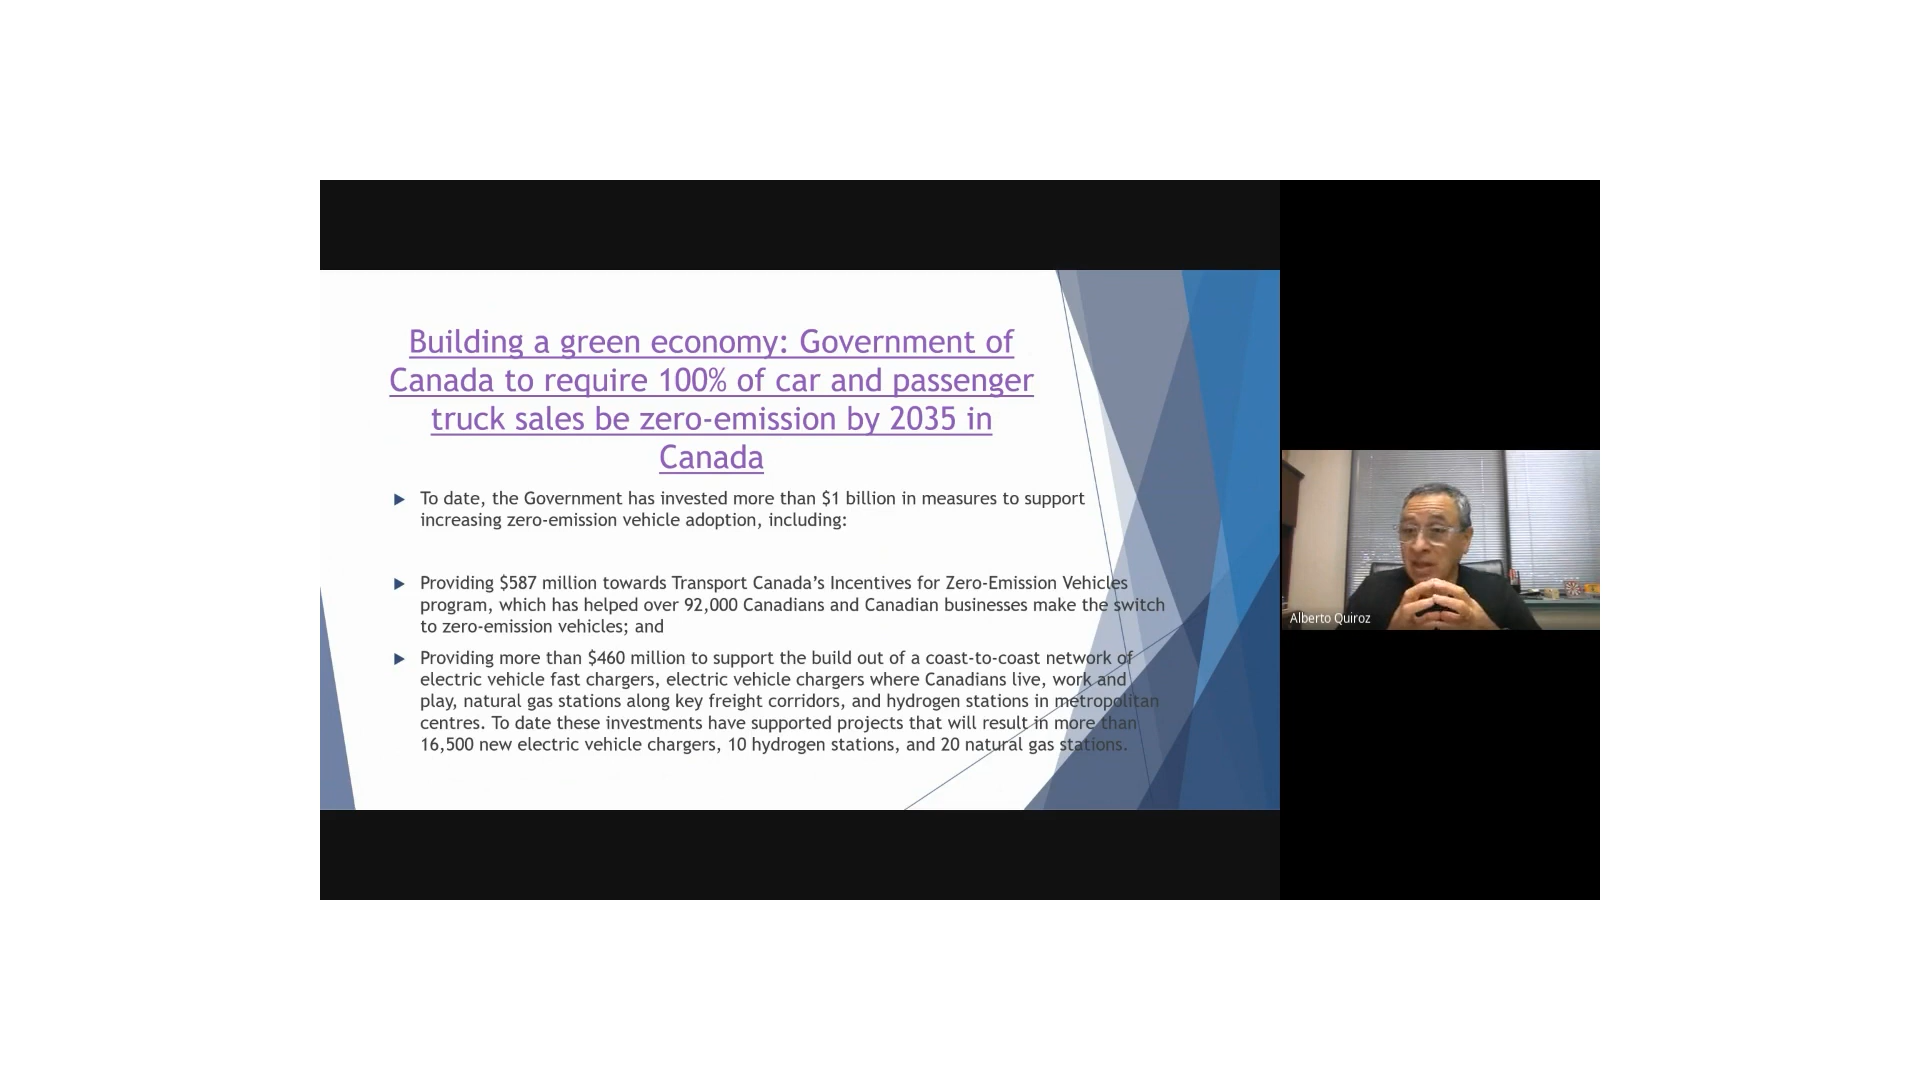 Building a green economy: Government of
Canada to require 100% of car and passenger
truck sales be zero-emission by 2035 in
Canada
To date, the Government has invested more than $1 billion in measures to support
increasing zero-emission vehicle adoption, including:
Providing $587 million towards Transport Canada’s Incentives for Zero-Emission Vehicles
program, which has helped over 92,000 Canadians and Canadian businesses make the switch
to zero-emission vehicles; and
Providing more than $460 million to support the build out of a coast-to-coast network of
electric vehicle fast chargers, electric vehicle chargers where Canadians live, work and
play, natural gas stations along key freight corridors, and hydrogen stations in metropolitan
centres. To date these investments have supported projects that will result in more than
16,500 new electric vehicle chargers, 10 hydrogen stations, and 20 natural gas stations.
Alberto Quiroz